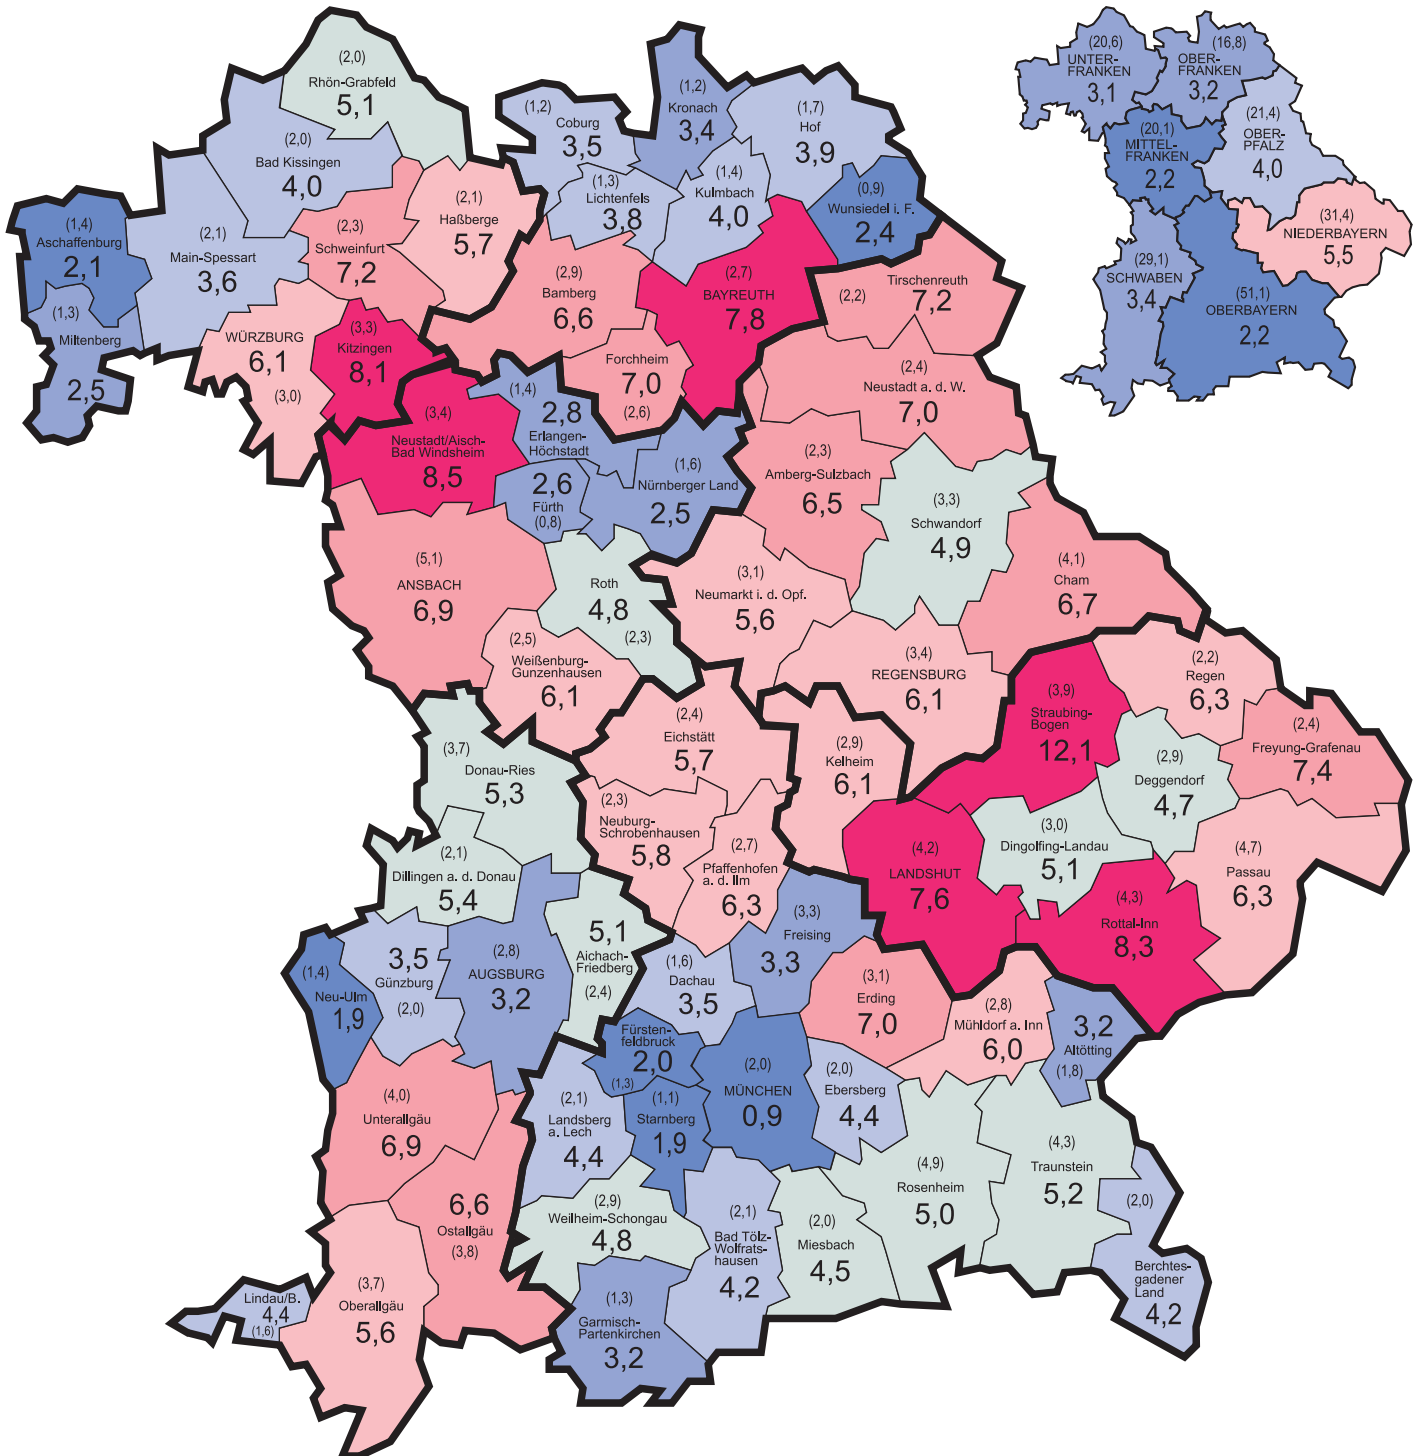 (2,0)
Rhön-Grabfeld
5,1
(2,0)
Bad Kissingen
4,0
(2,1)
Haßberge
5,7
(2,3)
Schweinfurt
7,2
(1,4)
Aschaffenburg
2,1
(2,1)
Main-Spessart
3,6
(1,3)
Miltenberg
2,5
WÜRZBURG
6,1
(3,0)
(3,3)
Kitzingen
8,1
(1,2)
Coburg
3,5
(1,2)
Kronach
3,4
(1,7)
Hof
3,9
(1,3)
Lichtenfels
3,8
(1,4)
Kulmbach
4,0
(0,9)
Wunsiedel i. F.
2,4
(2,9)
Bamberg
6,6
(2,7)
BAYREUTH
7,8
Forchheim
7,0
(2,6)
Tirschenreuth
(2,2)
7,2
(2,4)
Neustadt a. d. W.
7,0
(2,3)
Amberg-Sulzbach
6,5
(3,3)
Schwandorf
4,9
(4,1)
Cham
6,7
(3,1)
Neumarkt i. d. Opf.
5,6
(3,4)
REGENSBURG
6,1
(3,4)
Neustadt/Aisch-
Bad Windsheim
8,5
(1,4)
2,8
Erlangen-
Höchstadt
2,6
Fürth
(0,8)
(1,6)
Nürnberger Land
2,5
(5,1)
ANSBACH
6,9
Roth
4,8
(2,3)
(2,5)
Weißenburg-
Gunzenhausen
6,1
(2,2)
Regen
6,3
(3,9)
Straubing-
Bogen
12,1
(2,4)
Freyung-Grafenau
7,4
(2,9)
Deggendorf
4,7
(2,9)
Kelheim
6,1
(3,0)
Dingolfing-Landau
5,1
(4,7)
Passau
6,3
(4,2)
LANDSHUT
7,6
(4,3)
Rottal-Inn
8,3
(2,4)
Eichstätt
5,7
(2,3)
Neuburg-
Schrobenhausen
5,8
(2,7)
Pfaffenhofen
a. d. Ilm
6,3
(3,3)
Freising
3,3
(1,6)
Dachau
3,5
(3,1)
Erding
7,0
(2,8)
Mühldorf a. Inn
6,0
3,2
Altötting
(1,8)
Fürsten-
feldbruck
2,0
(1,3)
(2,0)
MÜNCHEN
0,9
(2,0)
Ebersberg
4,4
(2,1)
Landsberg
a. Lech
4,4
(1,1)
Starnberg
1,9
(2,9)
Weilheim-Schongau
4,8
(2,1)
Bad Tölz-
Wolfrats-
hausen
4,2
(2,0)
Miesbach
4,5
(4,9)
Rosenheim
5,0
(4,3)
Traunstein
5,2
(2,0)
Berchtes-
gadener
Land
4,2
(1,3)
Garmisch-
Partenkirchen
3,2
(3,7)
Donau-Ries
5,3
(2,1)
Dillingen a. d. Donau
5,4
5,1
Aichach-
Friedberg
(2,4)
(2,8)
AUGSBURG
3,2
3,5
Günzburg
(2,0)
(1,4)
Neu-Ulm
1,9
(4,0)
Unterallgäu
6,9
6,6
Ostallgäu
(3,8)
(3,7)
Oberallgäu
5,6
Lindau/B.
4,4
(1,6)
(20,6)
UNTER-
FRANKEN
3,1
(16,8)
OBER-
FRANKEN
3,2
(20,1)
MITTEL-
FRANKEN
2,2
(21,4)
OBER-
PFALZ
4,0
(31,4)
NIEDERBAYERN
5,5
(29,1)
SCHWABEN
3,4
(51,1)
OBERBAYERN
2,2